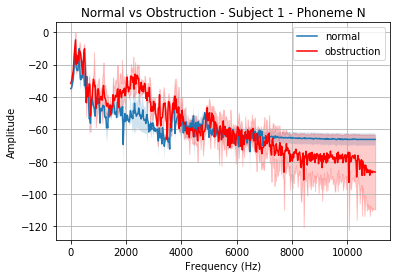 Normal vs Obstruction - Subject 1 - Phoneme N
normal
obstruction
0
−20
−40
−60
−80
−100
−120
Amplitude
0
2000
4000
6000
8000
10000
Frequency (Hz)